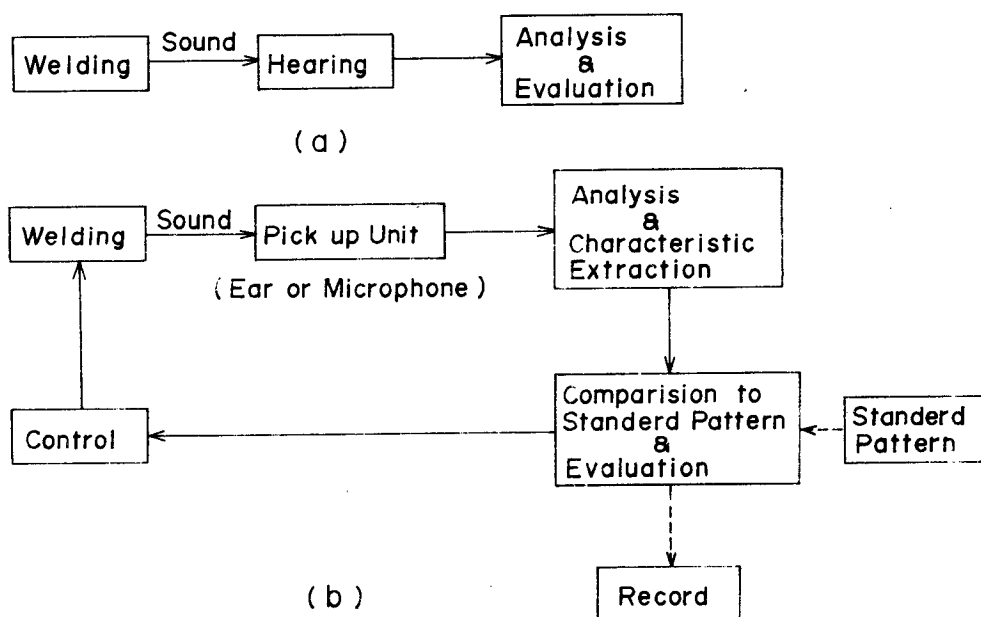 Welding
Sound
Hearing
Analysis
&
Evaluation
(a)
Welding
Sound
Pick up Unit
(Ear or Microphone)
Analysis
&
Characteristic
Extraction
Control
Comparision to
Standerd Pattern
&
Evaluation
Standerd
Pattern
Record
(b)